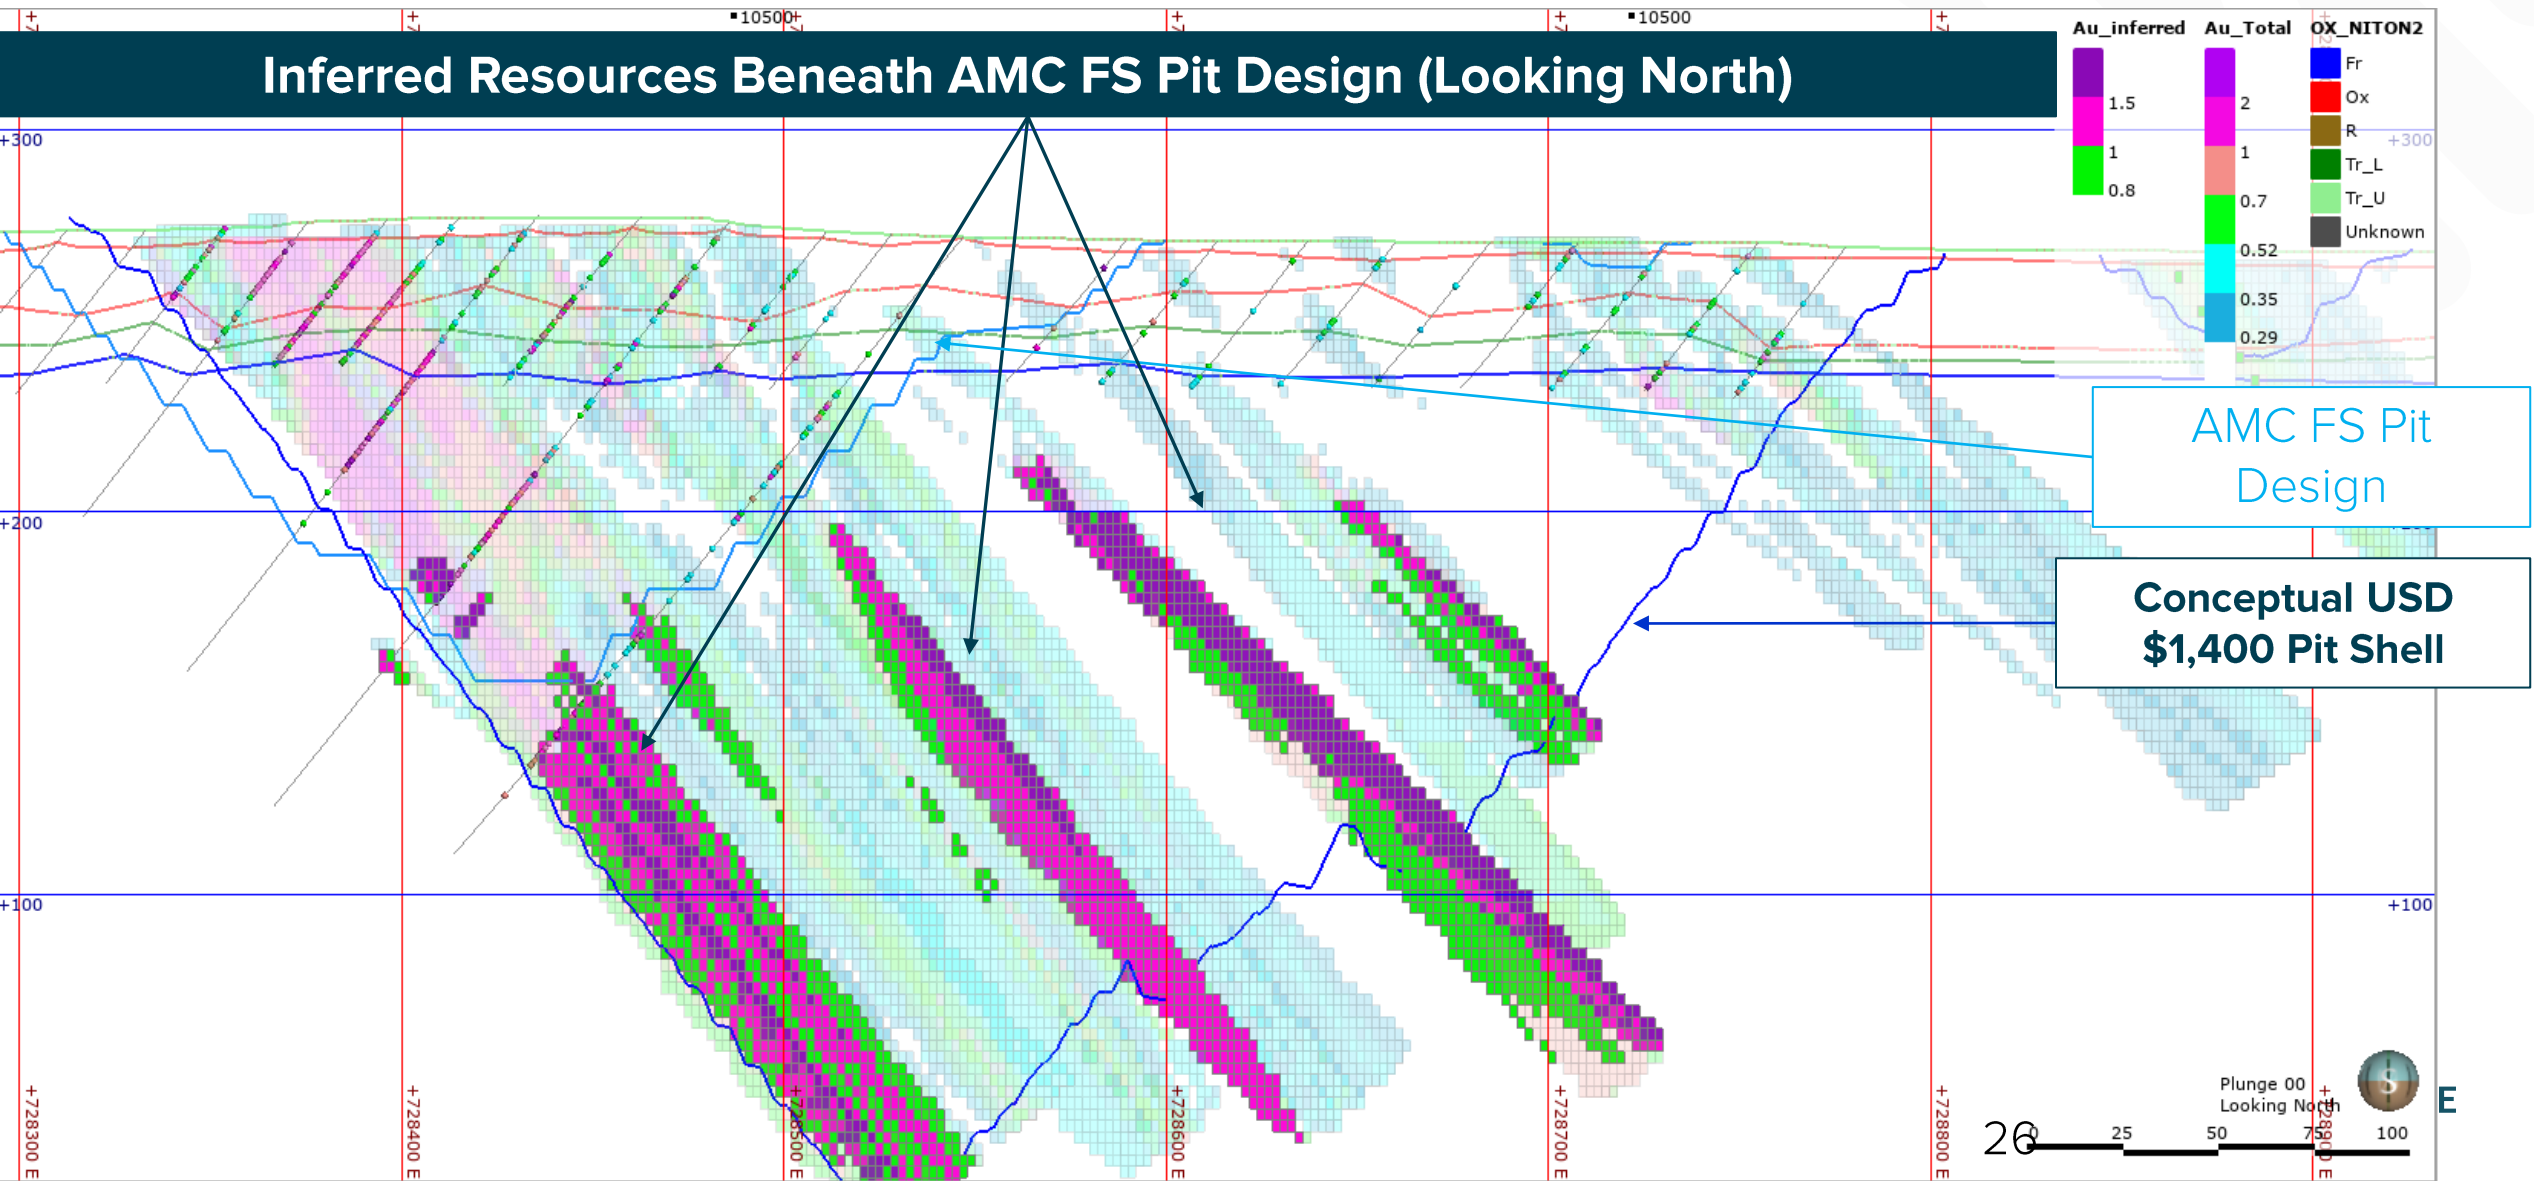 10500
10500
Inferred Resources Beneath AMC FS Pit Design (Looking North)
Au_inferred
1.5
1
0.8
Au_Total
2
1
0.7
0.52
0.35
0.29
OX_NITON2
Fr
Ox
R
Tr_L
Tr_U
Unknown
+300
+300
+200
+100
+100
AMC FS Pit
Design
Conceptual USD
$1,400 Pit Shell
+728300 E
+728400 E
+728500 E
+728600 E
+728700 E
+728800 E
+728900 E
Plunge 00
Looking North
S
E
26
0 25 50 75 100